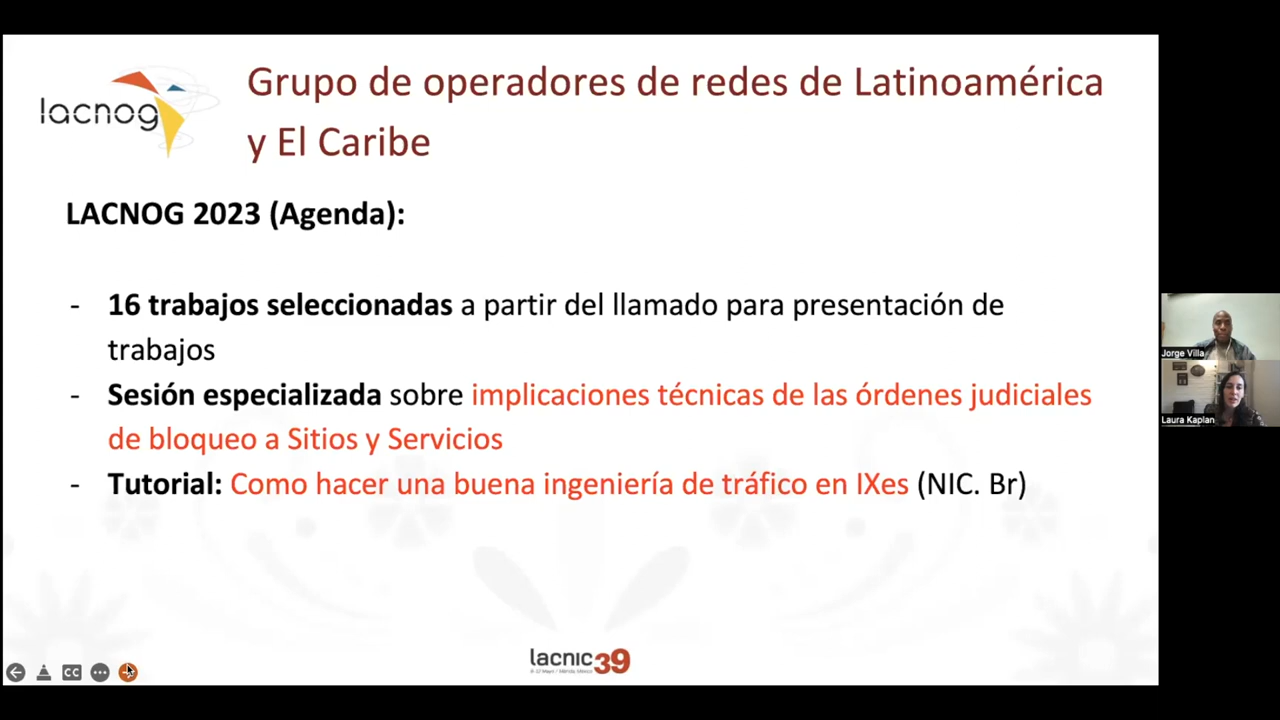 lacnog
Grupo de operadores de redes de Latinoamérica
y El Caribe
LACNOG 2023 (Agenda):
- 16 trabajos seleccionadas a partir del llamado para presentación de
trabajos
- Sesión especializada sobre implicaciones técnicas de las órdenes judiciales
de bloqueo a Sitios y Servicios
- Tutorial: Como hacer una buena ingeniería de tráfico en IXes (NIC. Br)
Jorge Villa
Laura Kaplan
CC
lacnic39